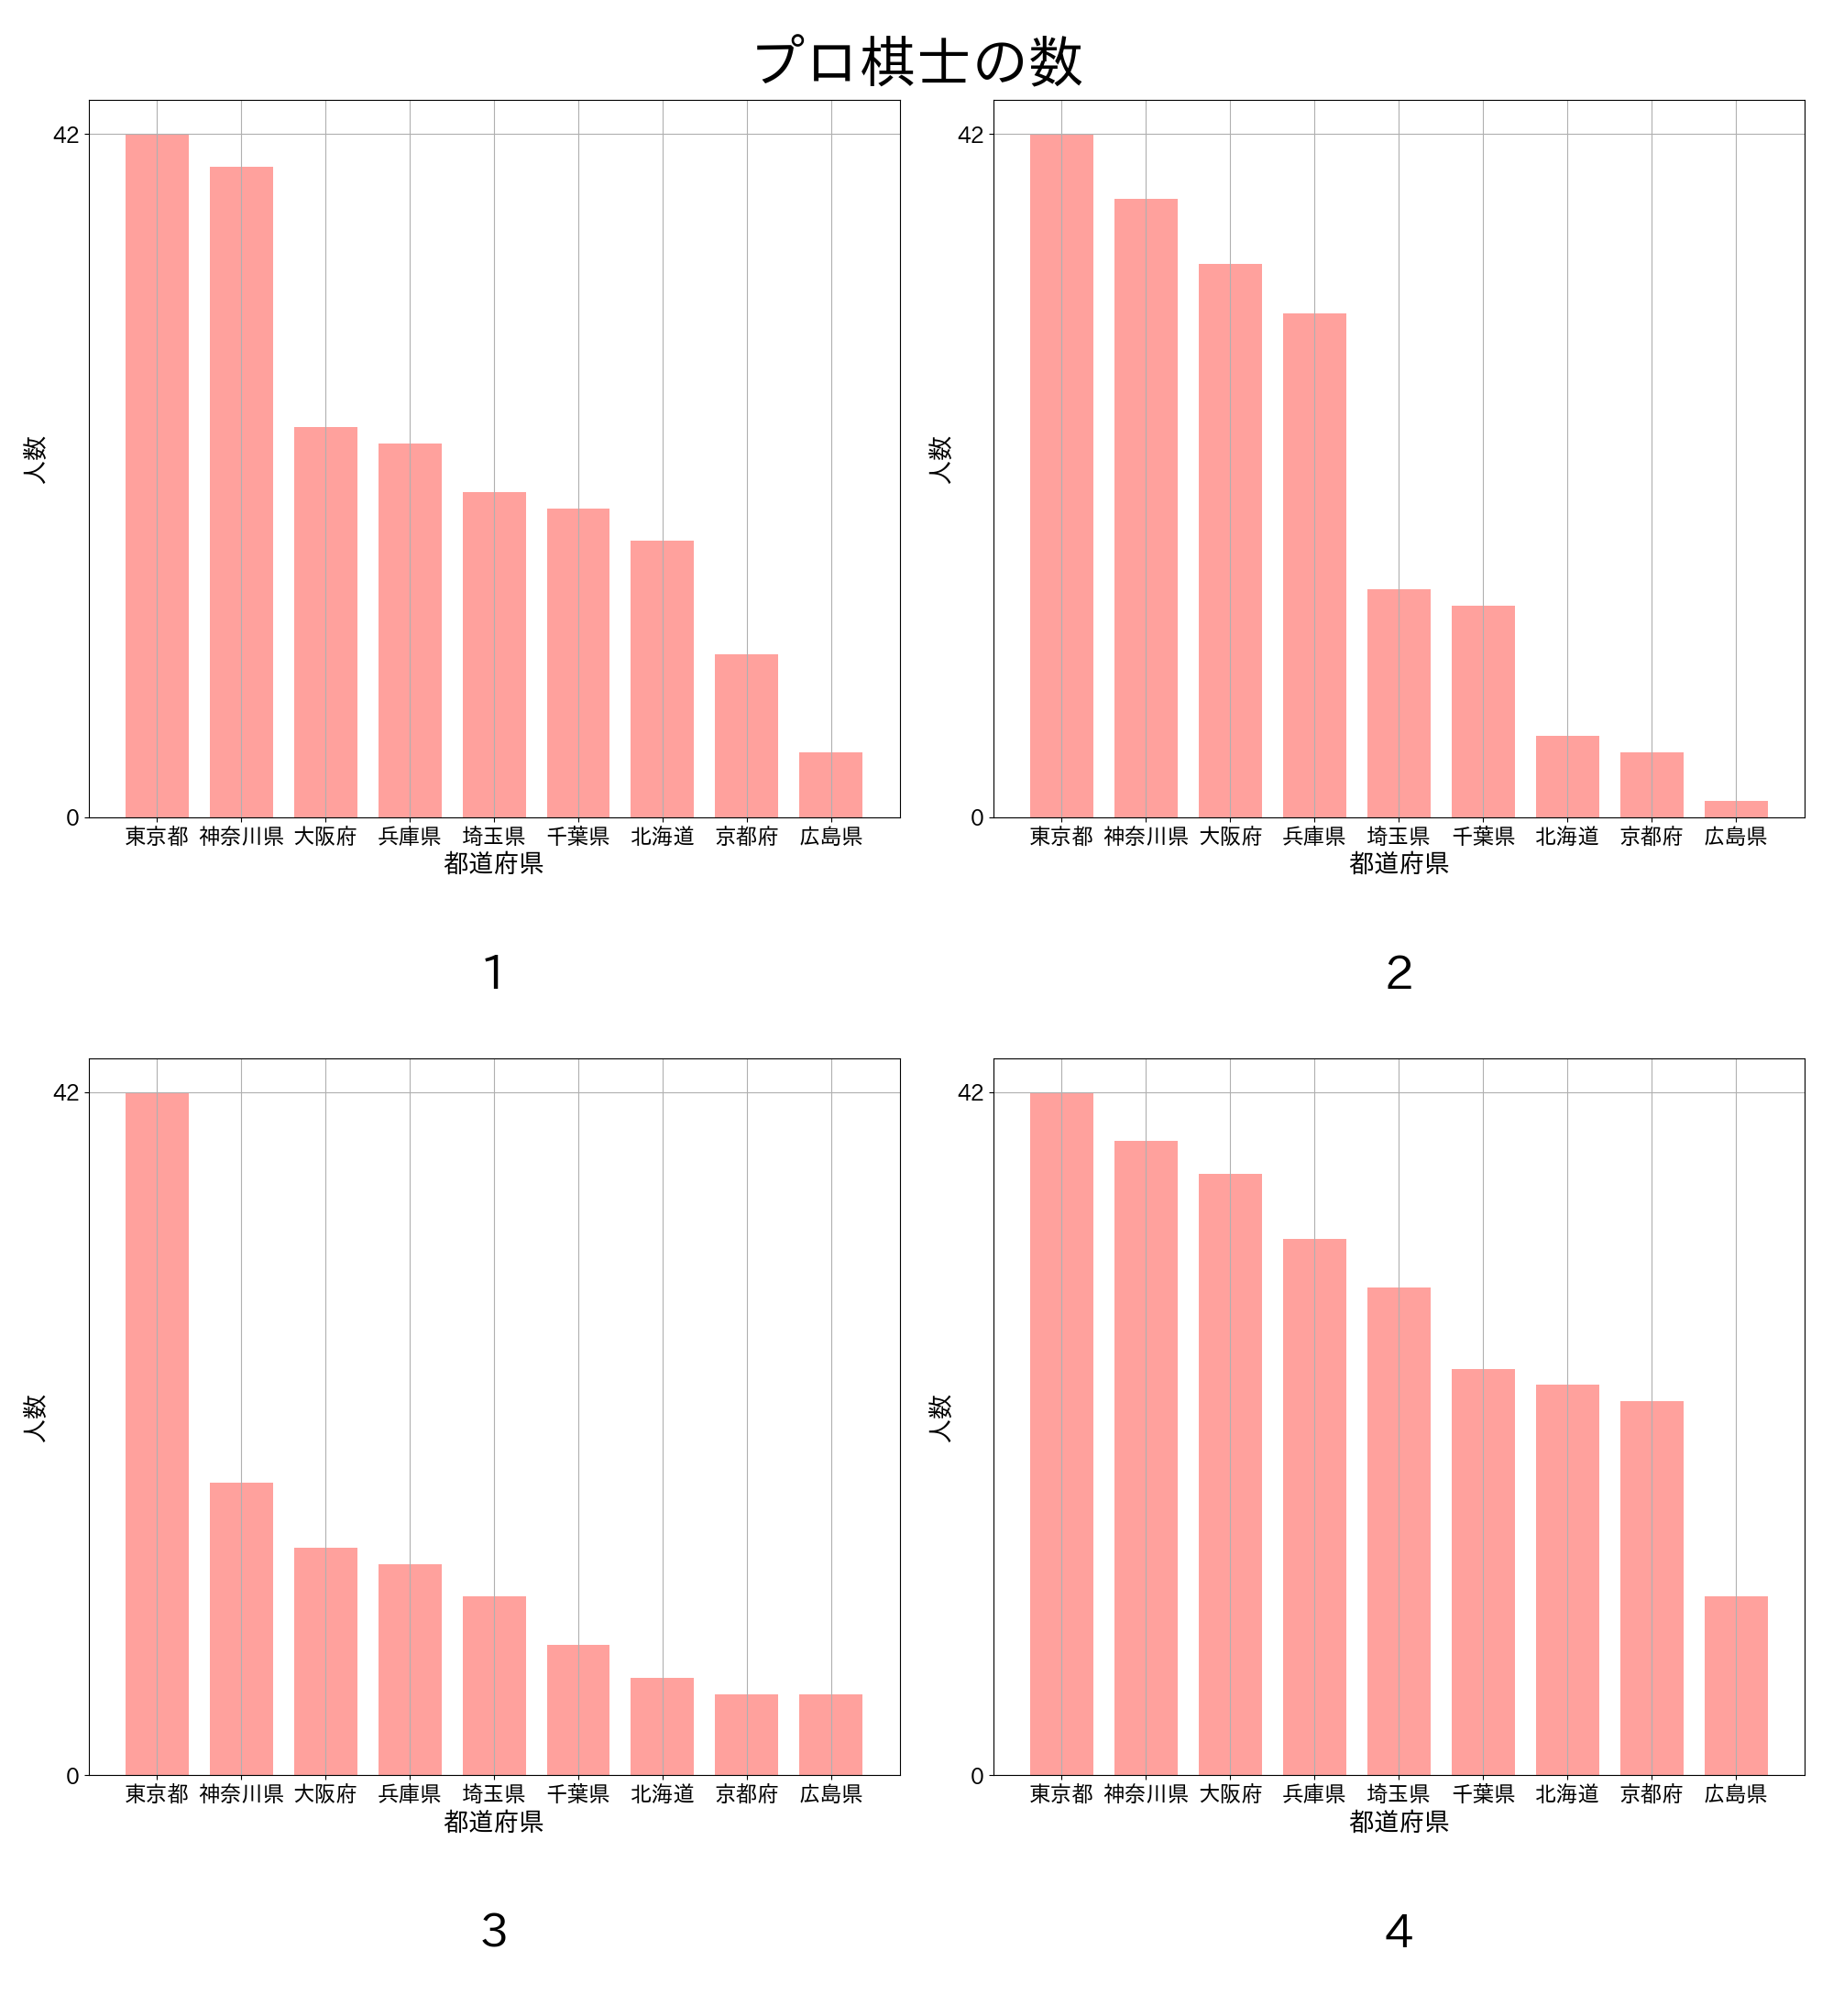 プロ棋士の数
42
0
人数
東京都 神奈川県 大阪府 兵庫県 埼玉県 千葉県 北海道 京都府 広島県
都道府県
1
42
0
人数
東京都 神奈川県 大阪府 兵庫県 埼玉県 千葉県 北海道 京都府 広島県
都道府県
2
42
0
人数
東京都 神奈川県 大阪府 兵庫県 埼玉県 千葉県 北海道 京都府 広島県
都道府県
3
42
0
人数
東京都 神奈川県 大阪府 兵庫県 埼玉県 千葉県 北海道 京都府 広島県
都道府県
4